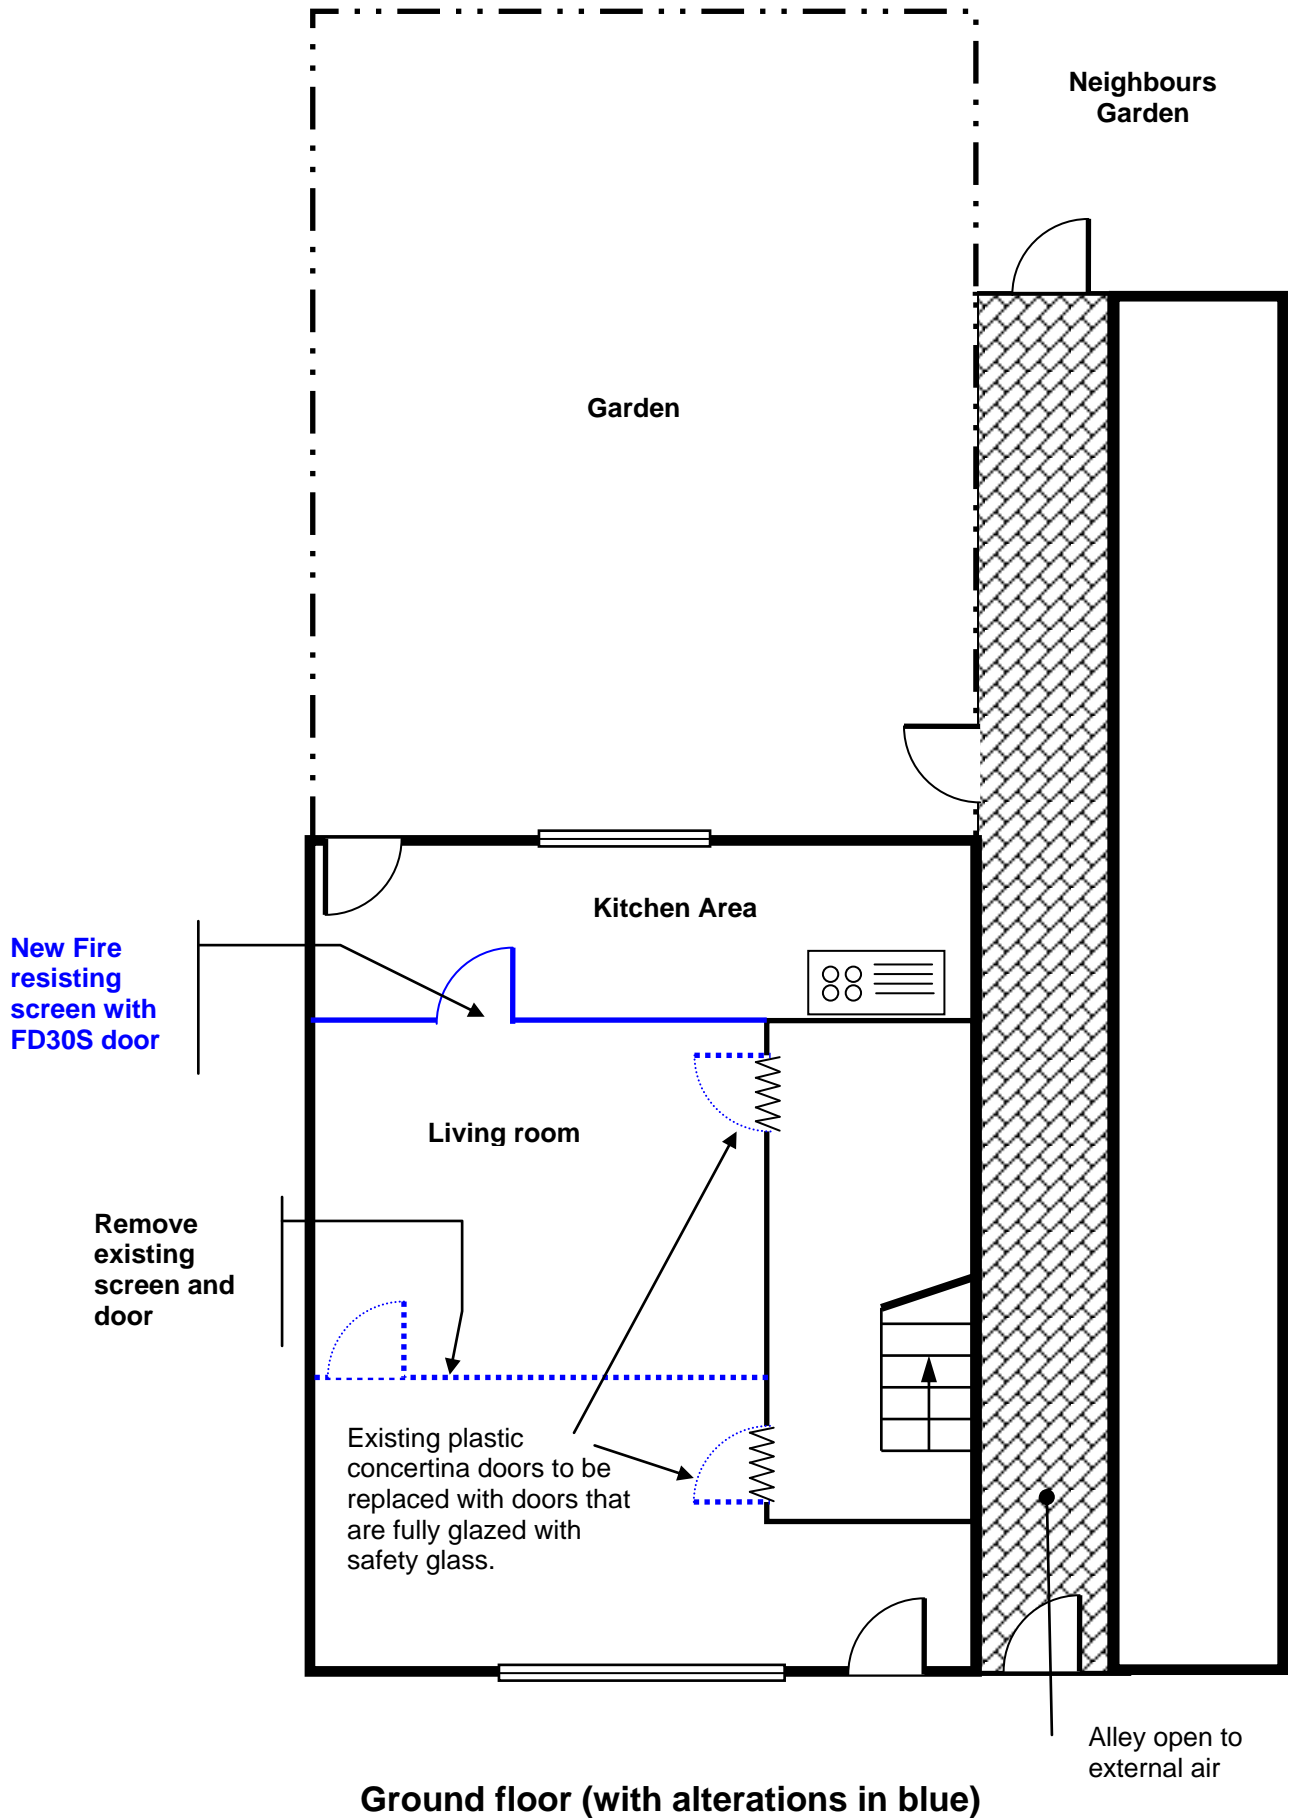 Neighbours
Garden
Garden
Kitchen Area
New Fire
resisting
screen with
FD30S door
Living room
Remove
existing
screen and
door
Existing plastic
concertina doors to be
replaced with doors that
are fully glazed with
safety glass.
Alley open to
external air
Ground floor (with alterations in blue)